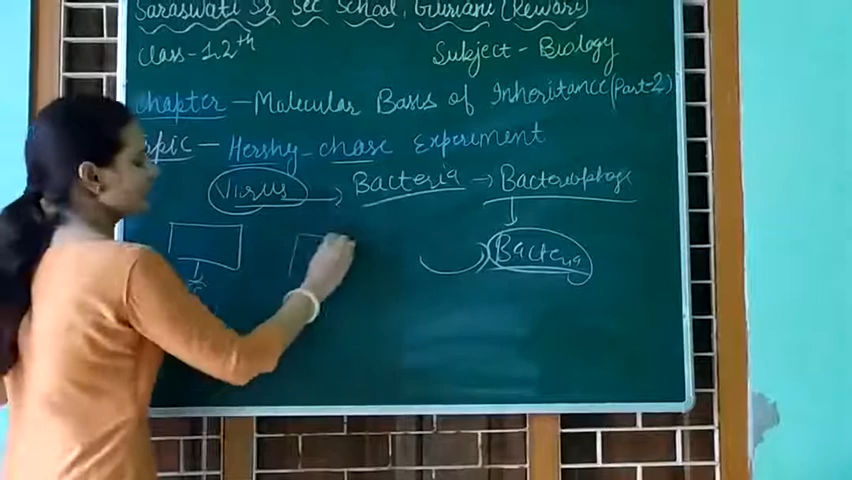 Saraswati Sr Sec School, Guriani (Rewari)
Class-12th Subject - Biology
chapter - Molecular Basis of Inheritance (Part-2)
Topic - Hershy-chase Experiment
Virus → Bacteria → Bacteriophage
Bacteria